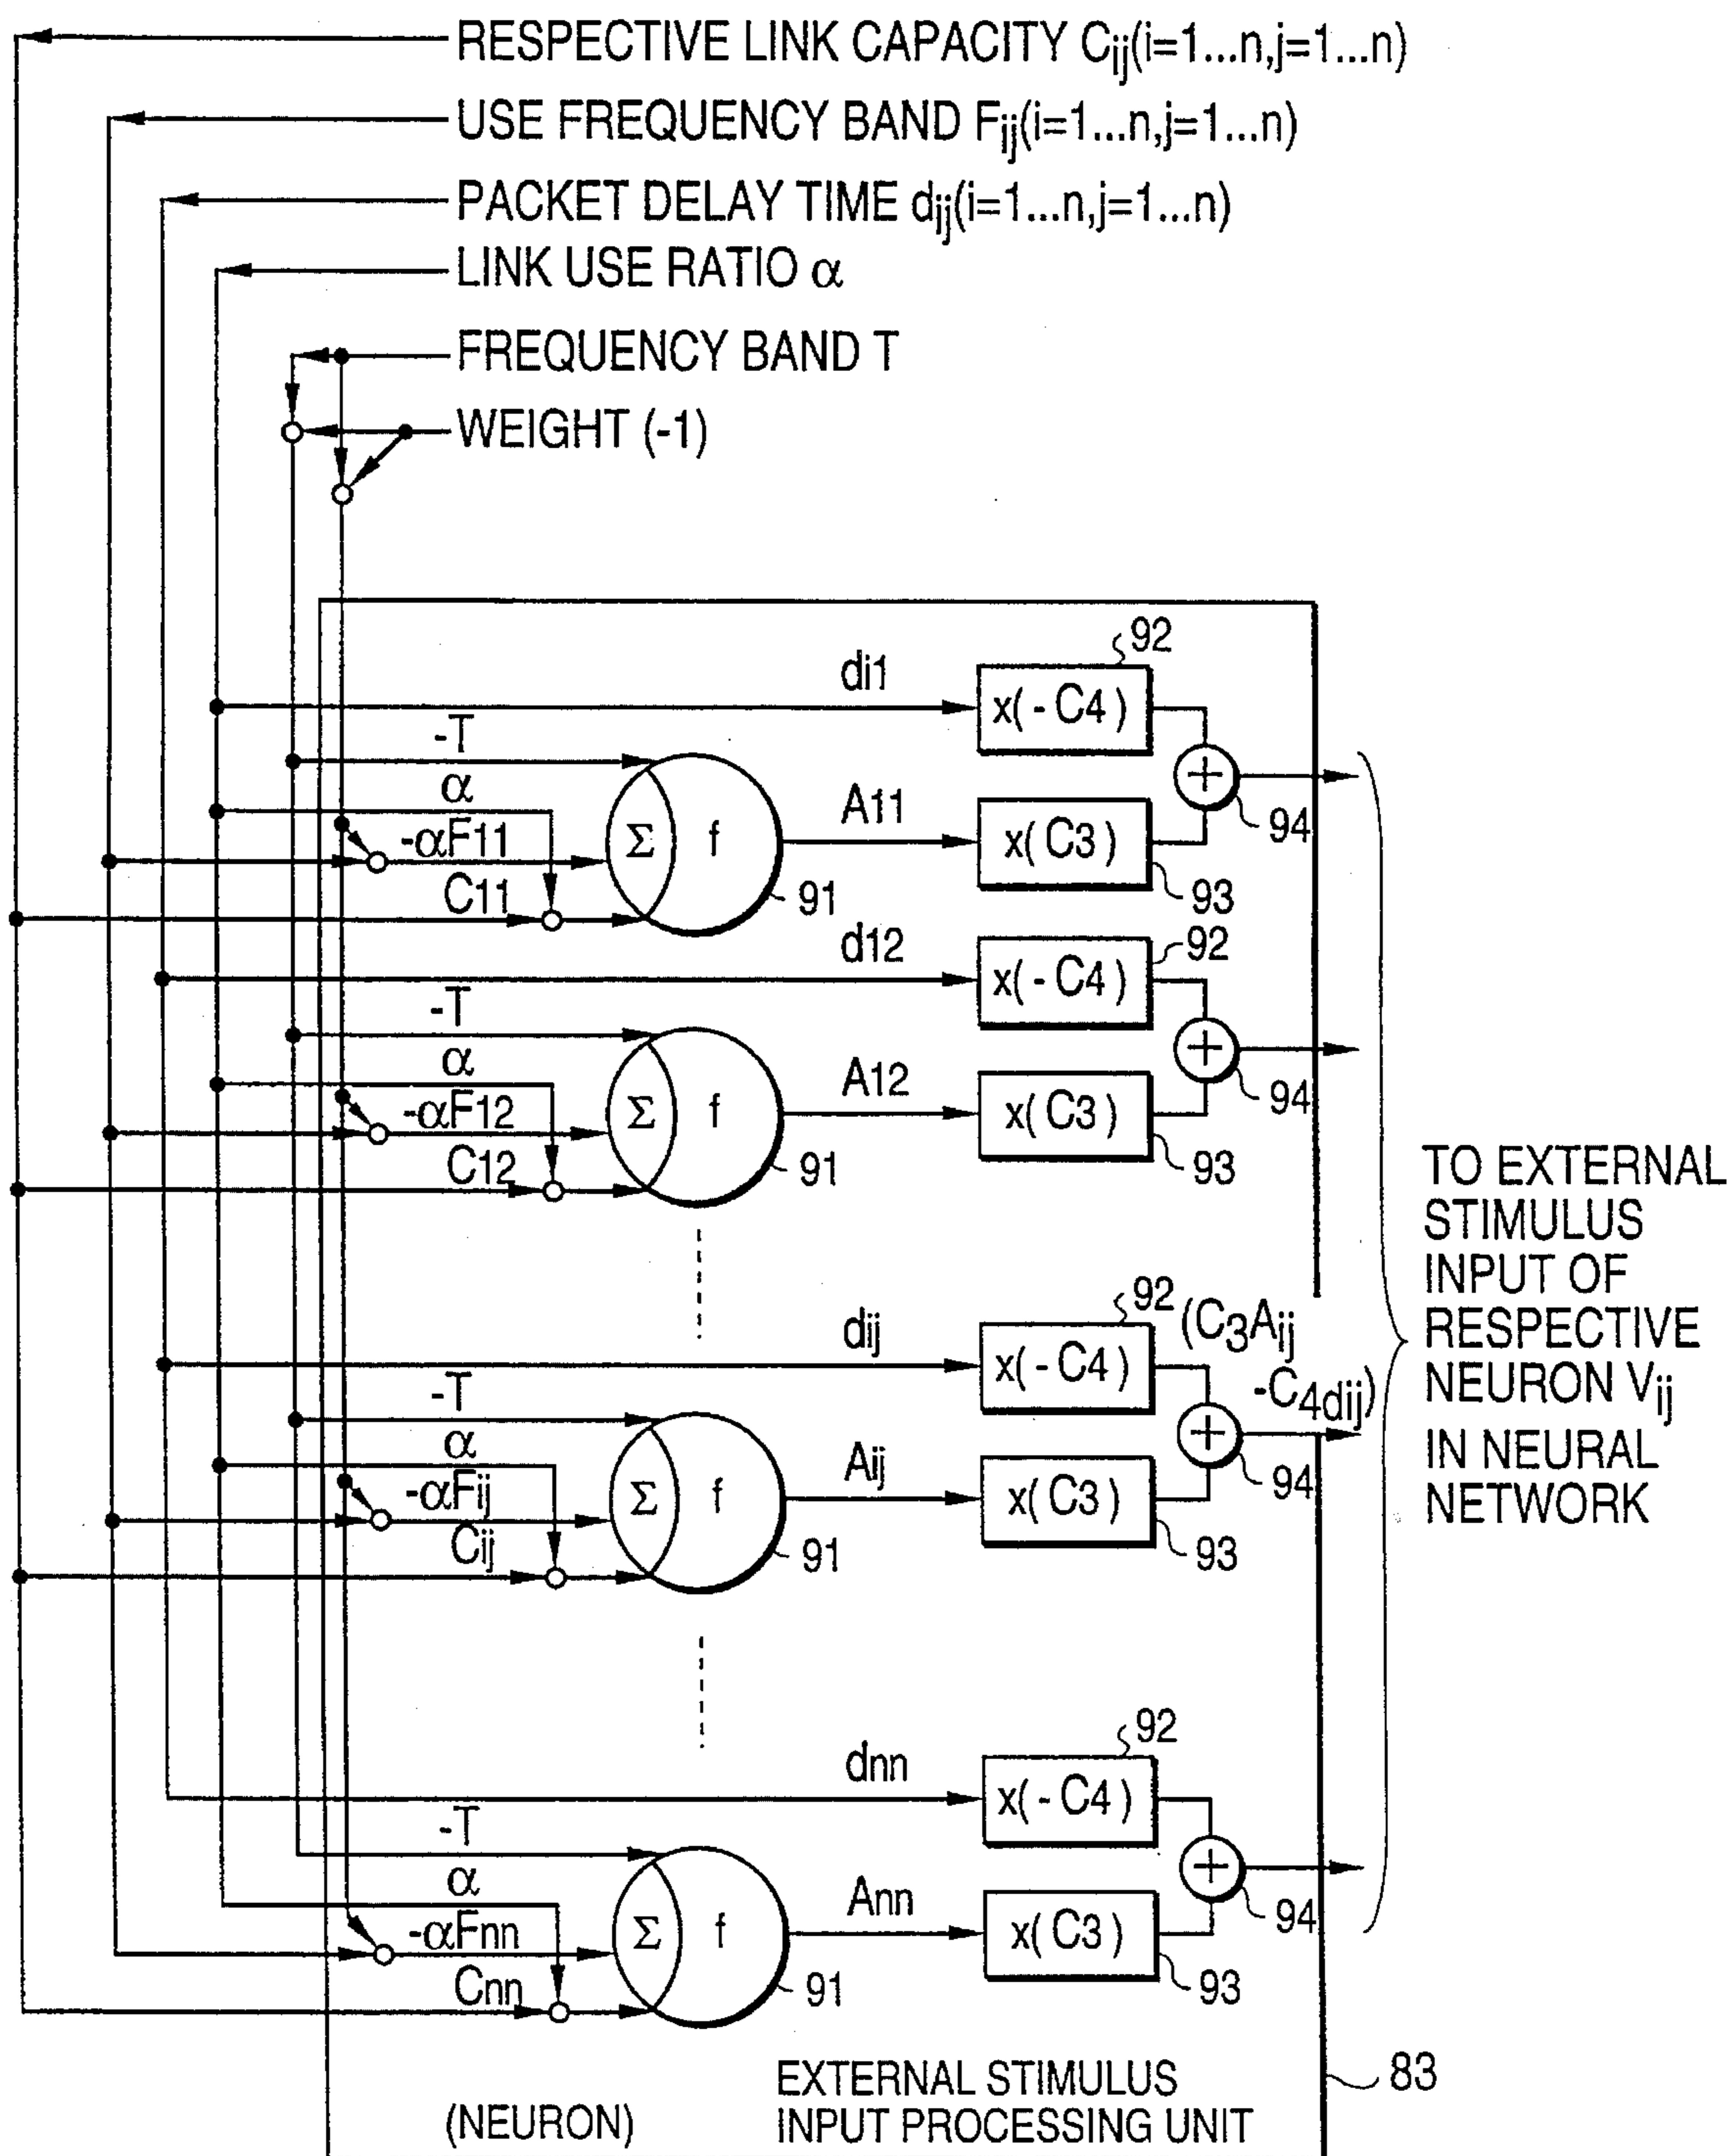 RESPECTIVE LINK CAPACITY Cij(i=1...n,j=1...n)
USE FREQUENCY BAND Fij(i=1...n,j=1...n)
PACKET DELAY TIME dij(i=1...n,j=1...n)
LINK USE RATIO α
FREQUENCY BAND T
WEIGHT (-1)
di1
92
x(-C4)
-T
α
-αF11
C11
Σ
f
91
A11
x(C3)
93
+
94
d12
92
x(-C4)
-T
α
-αF12
C12
Σ
f
91
A12
x(C3)
93
+
94
dij
92
x(-C4)
(C3Aij
-C4dij)
-T
α
-αFij
Cij
Σ
f
91
Aij
x(C3)
93
+
94
dnn
92
x(-C4)
-T
α
-αFnn
Cnn
Σ
f
91
Ann
x(C3)
93
+
94
TO EXTERNAL
STIMULUS
INPUT OF
RESPECTIVE
NEURON Vij
IN NEURAL
NETWORK
83
(NEURON)
EXTERNAL STIMULUS
INPUT PROCESSING UNIT